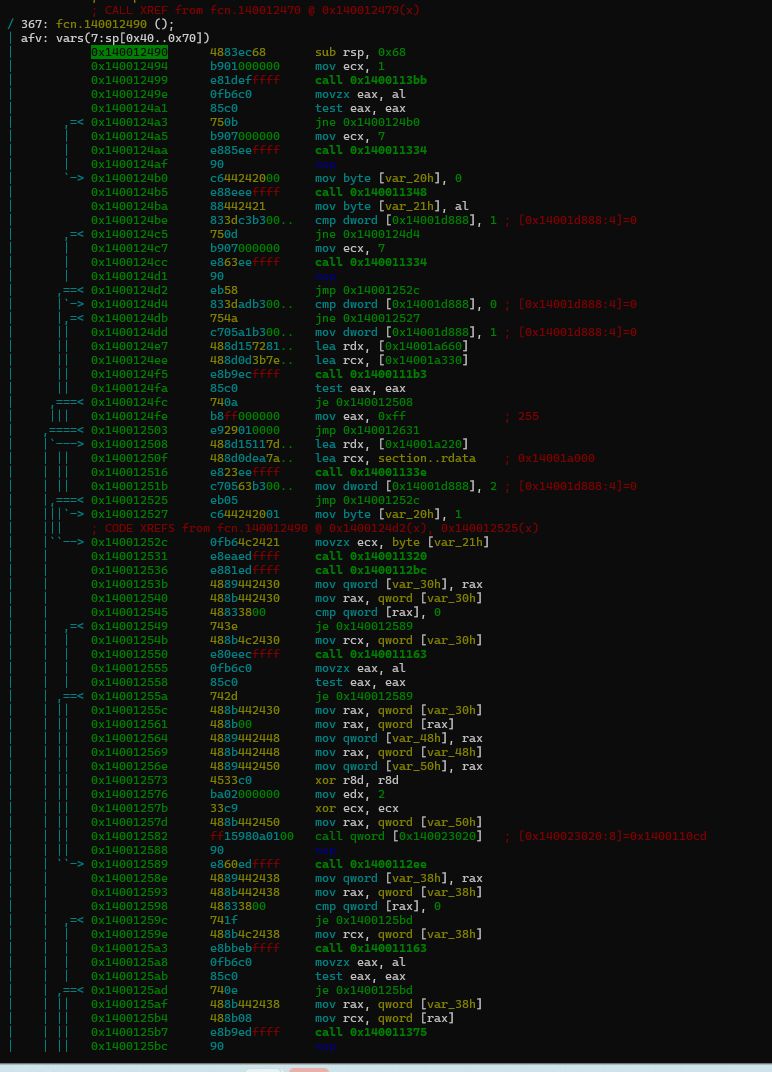 ; CALL XREF from fcn.140012470 @ 0x140012479(x)
/ 367: fcn.140012490 ();
| afv: vars(7:sp[0x40..0x70])
| 0x140012490 4883ec68 sub rsp, 0x68
| 0x140012494 b901000000 mov ecx, 1
| 0x140012499 e81defffff call 0x1400113bb
| 0x14001249e 0fb6c0 movzx eax, al
| 0x1400124a1 85c0 test eax, eax
| ,=< 0x1400124a3 750b jne 0x1400124b0
| | 0x1400124a5 b907000000 mov ecx, 7
| | 0x1400124aa e885eeffff call 0x140011334
| | 0x1400124af 90 nop
| `-> 0x1400124b0 c644242000 mov byte [var_20h], 0
| 0x1400124b5 e88eeeffff call 0x140011348
| 0x1400124ba 88442421 mov byte [var_21h], al
| 0x1400124be 833dc3b300.. cmp dword [0x14001d888], 1 ; [0x14001d888:4]=0
| ,=< 0x1400124c5 750d jne 0x1400124d4
| | 0x1400124c7 b907000000 mov ecx, 7
| | 0x1400124cc e863eeffff call 0x140011334
| | 0x1400124d1 90 nop
| ,==< 0x1400124d2 eb58 jmp 0x14001252c
| |`-> 0x1400124d4 833dadb300.. cmp dword [0x14001d888], 0 ; [0x14001d888:4]=0
| |,=< 0x1400124db 754a jne 0x140012527
| || 0x1400124dd c705a1b300.. mov dword [0x14001d888], 1 ; [0x14001d888:4]=0
| || 0x1400124e7 488d157281.. lea rdx, [0x14001a660]
| || 0x1400124ee 488d0d3b7e.. lea rcx, [0x14001a330]
| || 0x1400124f5 e8b9ecffff call 0x1400111b3
| || 0x1400124fa 85c0 test eax, eax
| ,===< 0x1400124fc 740a je 0x140012508
| ||| 0x1400124fe b8ff000000 mov eax, 0xff ; 255
| ,====< 0x140012503 e929010000 jmp 0x140012631
| |`---> 0x140012508 488d15117d.. lea rdx, [0x14001a220]
| | || 0x14001250f 488d0dea7a.. lea rcx, section..rdata ; 0x14001a000
| | || 0x140012516 e823eeffff call 0x14001133e
| | || 0x14001251b c70563b300.. mov dword [0x14001d888], 2 ; [0x14001d888:4]=0
| |,===< 0x140012525 eb05 jmp 0x14001252c
| |||`-> 0x140012527 c644242001 mov byte [var_20h], 1
| ||| ; CODE XREFS from fcn.140012490 @ 0x1400124d2(x), 0x140012525(x)
| |``--> 0x14001252c 0fb64c2421 movzx ecx, byte [var_21h]
| | 0x140012531 e8eaedffff call 0x140011320
| | 0x140012536 e881edffff call 0x1400112bc
| | 0x14001253b 4889442430 mov qword [var_30h], rax
| | 0x140012540 488b442430 mov rax, qword [var_30h]
| | 0x140012545 48833800 cmp qword [rax], 0
| | ,=< 0x140012549 743e je 0x140012589
| | | 0x14001254b 488b4c2430 mov rcx, qword [var_30h]
| | | 0x140012550 e80eecffff call 0x140011163
| | | 0x140012555 0fb6c0 movzx eax, al
| | | 0x140012558 85c0 test eax, eax
| | ,==< 0x14001255a 742d je 0x140012589
| | || 0x14001255c 488b442430 mov rax, qword [var_30h]
| | || 0x140012561 488b00 mov rax, qword [rax]
| | || 0x140012564 4889442448 mov qword [var_48h], rax
| | || 0x140012569 488b442448 mov rax, qword [var_48h]
| | || 0x14001256e 4889442450 mov qword [var_50h], rax
| | || 0x140012573 4533c0 xor r8d, r8d
| | || 0x140012576 ba02000000 mov edx, 2
| | || 0x14001257b 33c9 xor ecx, ecx
| | || 0x14001257d 488b442450 mov rax, qword [var_50h]
| | || 0x140012582 ff15980a0100 call qword [0x140023020] ; [0x140023020:8]=0x1400110cd
| | || 0x140012588 90 nop
| | ``-> 0x140012589 e860edffff call 0x1400112ee
| | 0x14001258e 4889442438 mov qword [var_38h], rax
| | 0x140012593 488b442438 mov rax, qword [var_38h]
| | 0x140012598 48833800 cmp qword [rax], 0
| | ,=< 0x14001259c 741f je 0x1400125bd
| | | 0x14001259e 488b4c2438 mov rcx, qword [var_38h]
| | | 0x1400125a3 e8bbebffff call 0x140011163
| | | 0x1400125a8 0fb6c0 movzx eax, al
| | | 0x1400125ab 85c0 test eax, eax
| | ,==< 0x1400125ad 740e je 0x1400125bd
| | || 0x1400125af 488b442438 mov rax, qword [var_38h]
| | || 0x1400125b4 488b08 mov rcx, qword [rax]
| | || 0x1400125b7 e8b9edffff call 0x140011375
| | || 0x1400125bc 90 nop